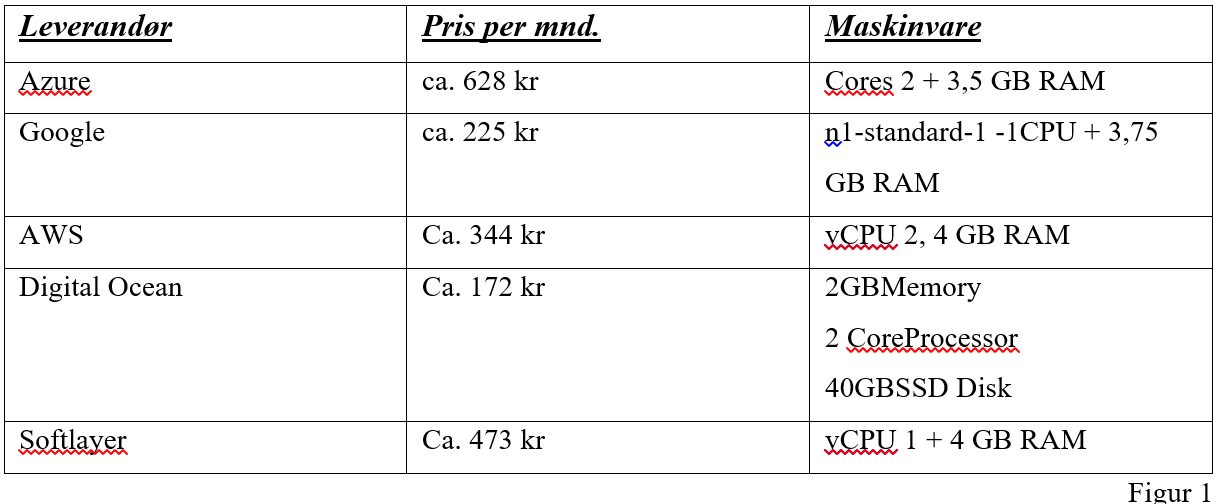 Leverandør Pris per mnd. Maskinvare
Azure ca. 628 kr Cores 2 + 3,5 GB RAM
Google ca. 225 kr n1-standard-1 -1CPU + 3,75
GB RAM
AWS Ca. 344 kr vCPU 2, 4 GB RAM
Digital Ocean Ca. 172 kr 2GBMemory
2 CoreProcessor
40GBSSD Disk
Softlayer Ca. 473 kr vCPU 1 + 4 GB RAM
Figur 1